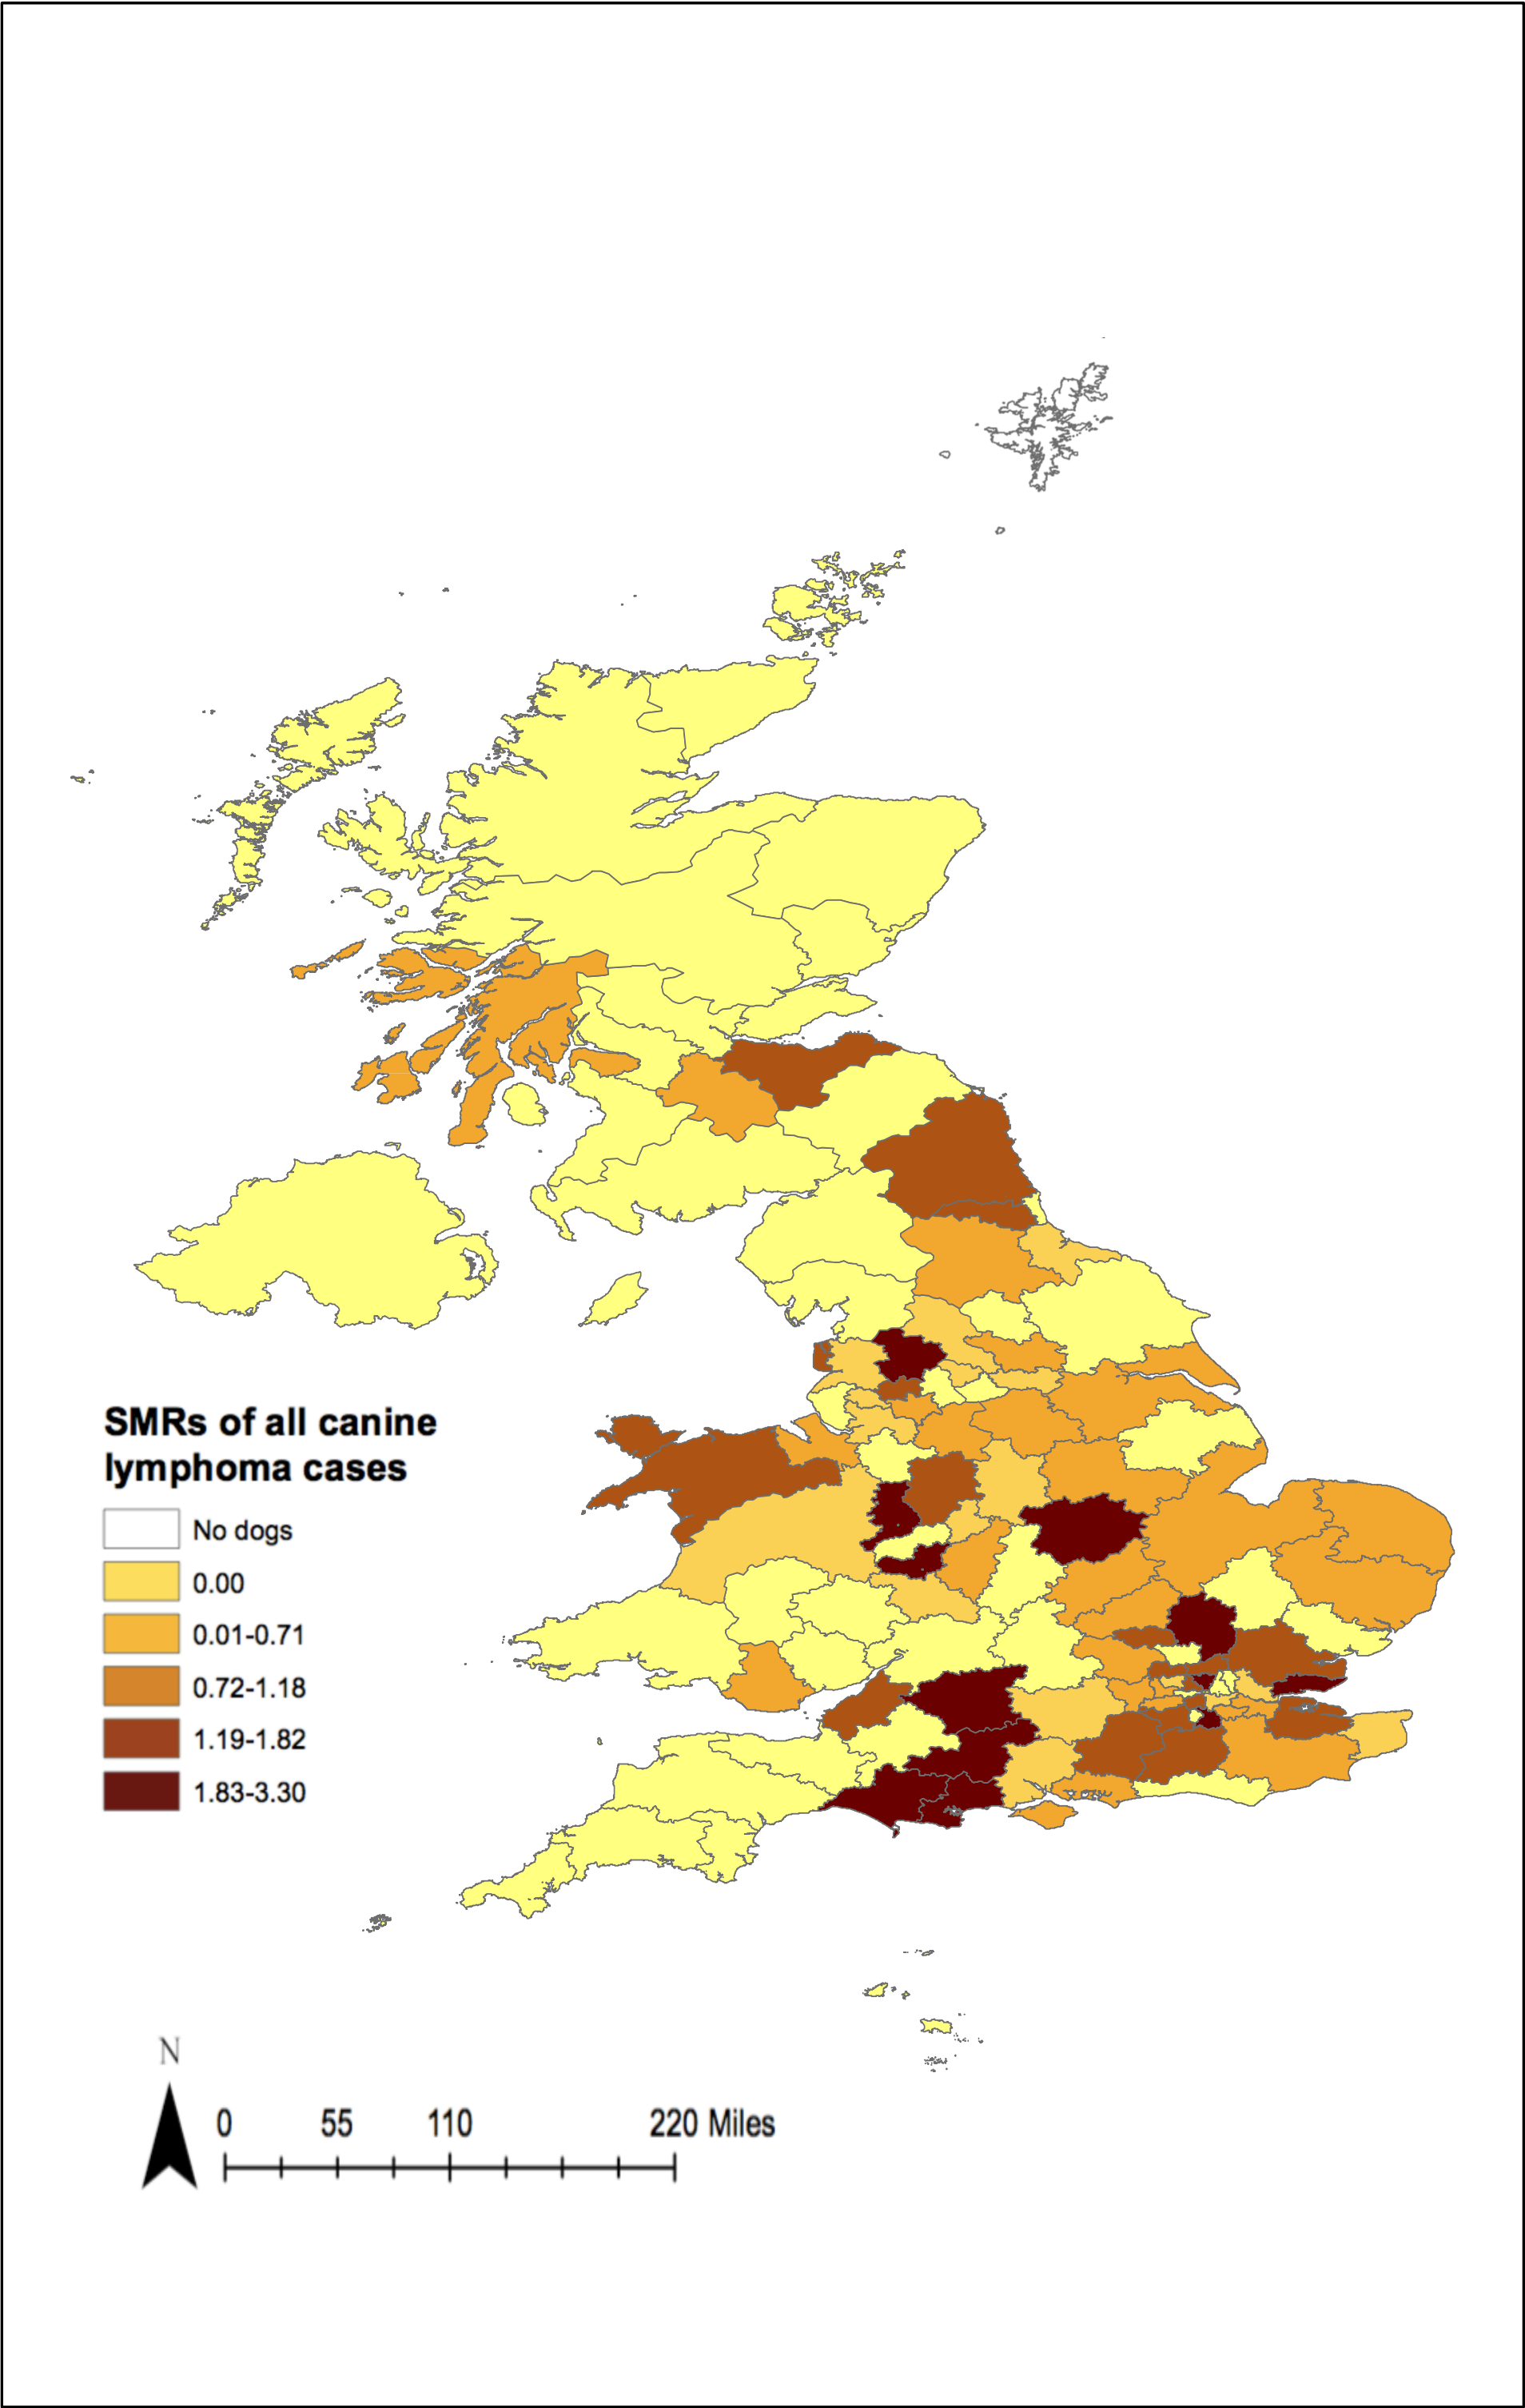 SMRs of all canine
lymphoma cases
No dogs
0.00
0.01-0.71
0.72-1.18
1.19-1.82
1.83-3.30
N
0 55 110 220 Miles